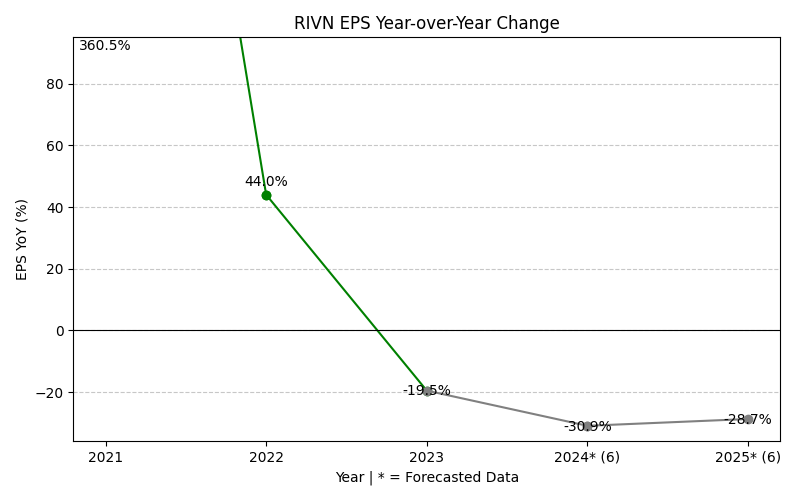 RIVN EPS Year-over-Year Change
360.5%
80
60
44.0%
40
20
0
-19.5%
−20
-30.9%
-28.7%
EPS YoY (%)
2021 2022 2023 2024* (6) 2025* (6)
Year | * = Forecasted Data